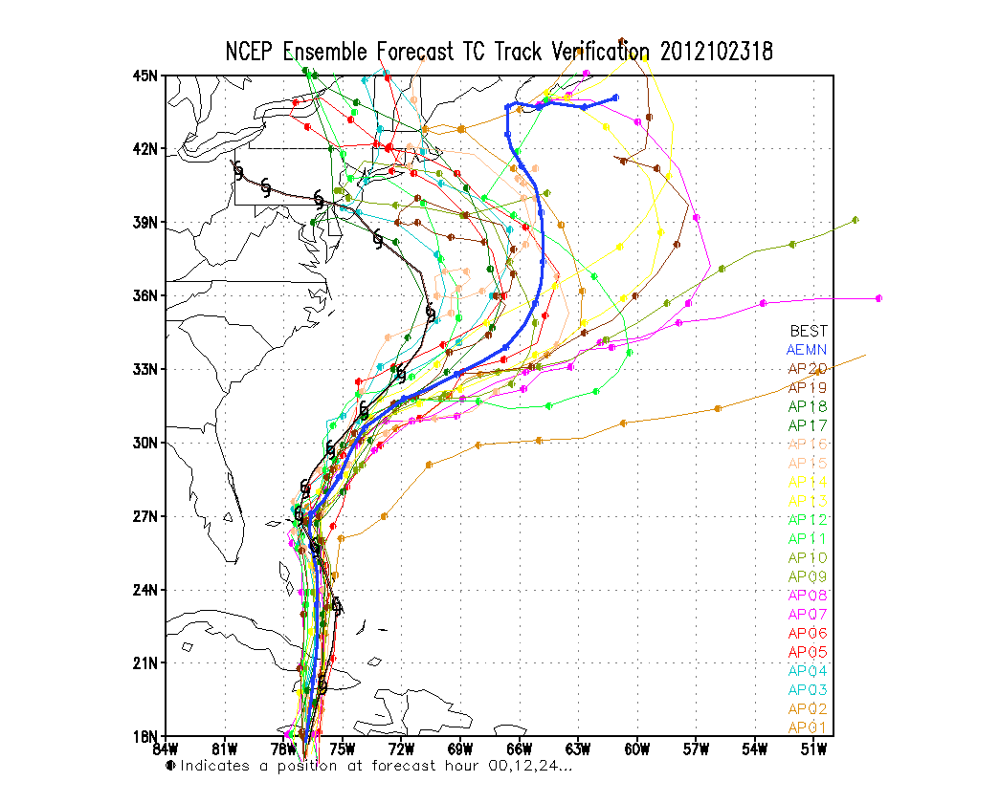 NCEP Ensemble Forecast TC Track Verification 2012102318
45N
42N
39N
36N
33N
30N
27N
24N
21N
18N
BEST
AEMN
AP20
AP19
AP18
AP17
AP16
AP15
AP14
AP13
AP12
AP11
AP10
AP09
AP08
AP07
AP06
AP05
AP04
AP03
AP02
AP01
84W 81W 78W 75W 72W 69W 66W 63W 60W 57W 54W 51W
Indicates a position at forecast hour 00,12,24...